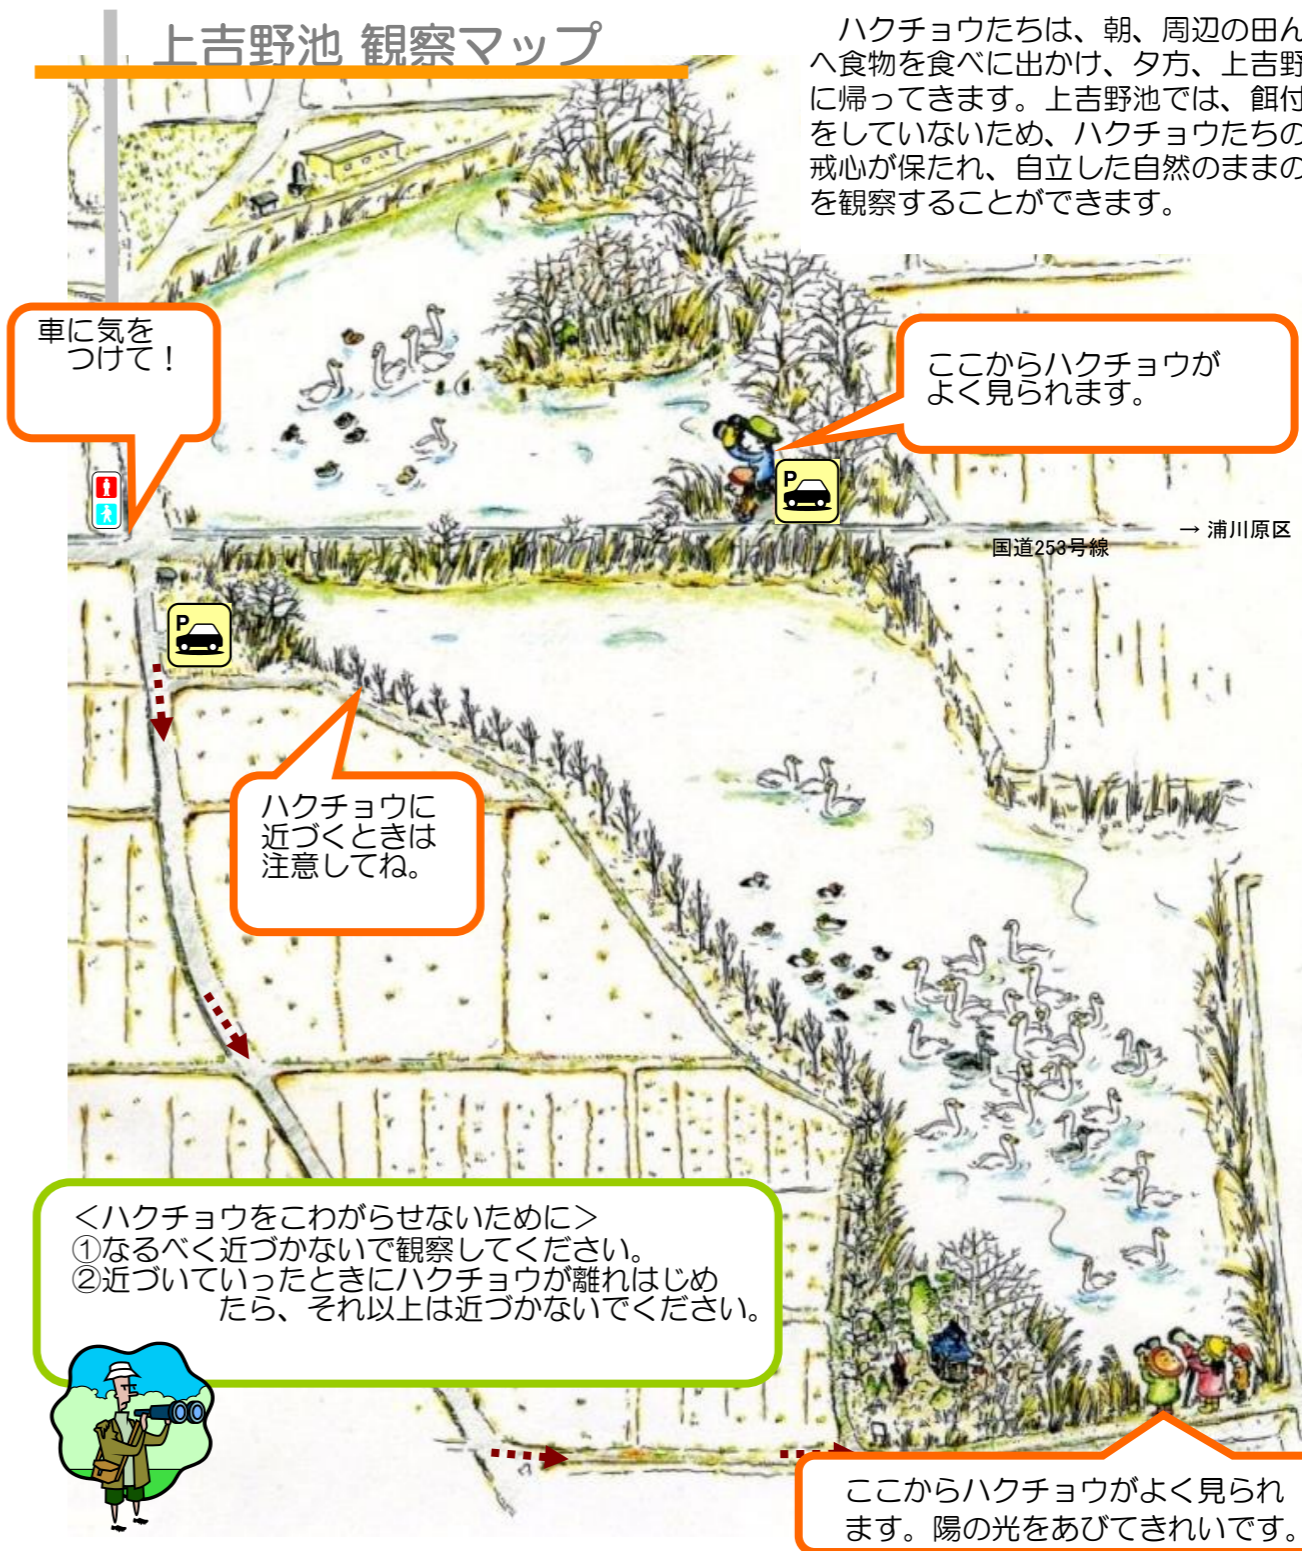 上吉野池 観察マップ
ハクチョウたちは、朝、周辺の田ん
へ食物を食べに出かけ、夕方、上吉野
に帰ってきます。上吉野池では、餌付
をしていないため、ハクチョウたちの
戒心が保たれ、自立した自然のままの
を観察することができます。
車に気を
つけて！
ここからハクチョウが
よく見られます。
P
→ 浦川原区
国道253号線
P
ハクチョウに
近づくときは
注意してね。
＜ハクチョウをこわがらせないために＞
①なるべく近づかないで観察してください。
②近づいていったときにハクチョウが離れはじめ
たら、それ以上は近づかないでください。
ここからハクチョウがよく見られ
ます。陽の光をあびてきれいです。